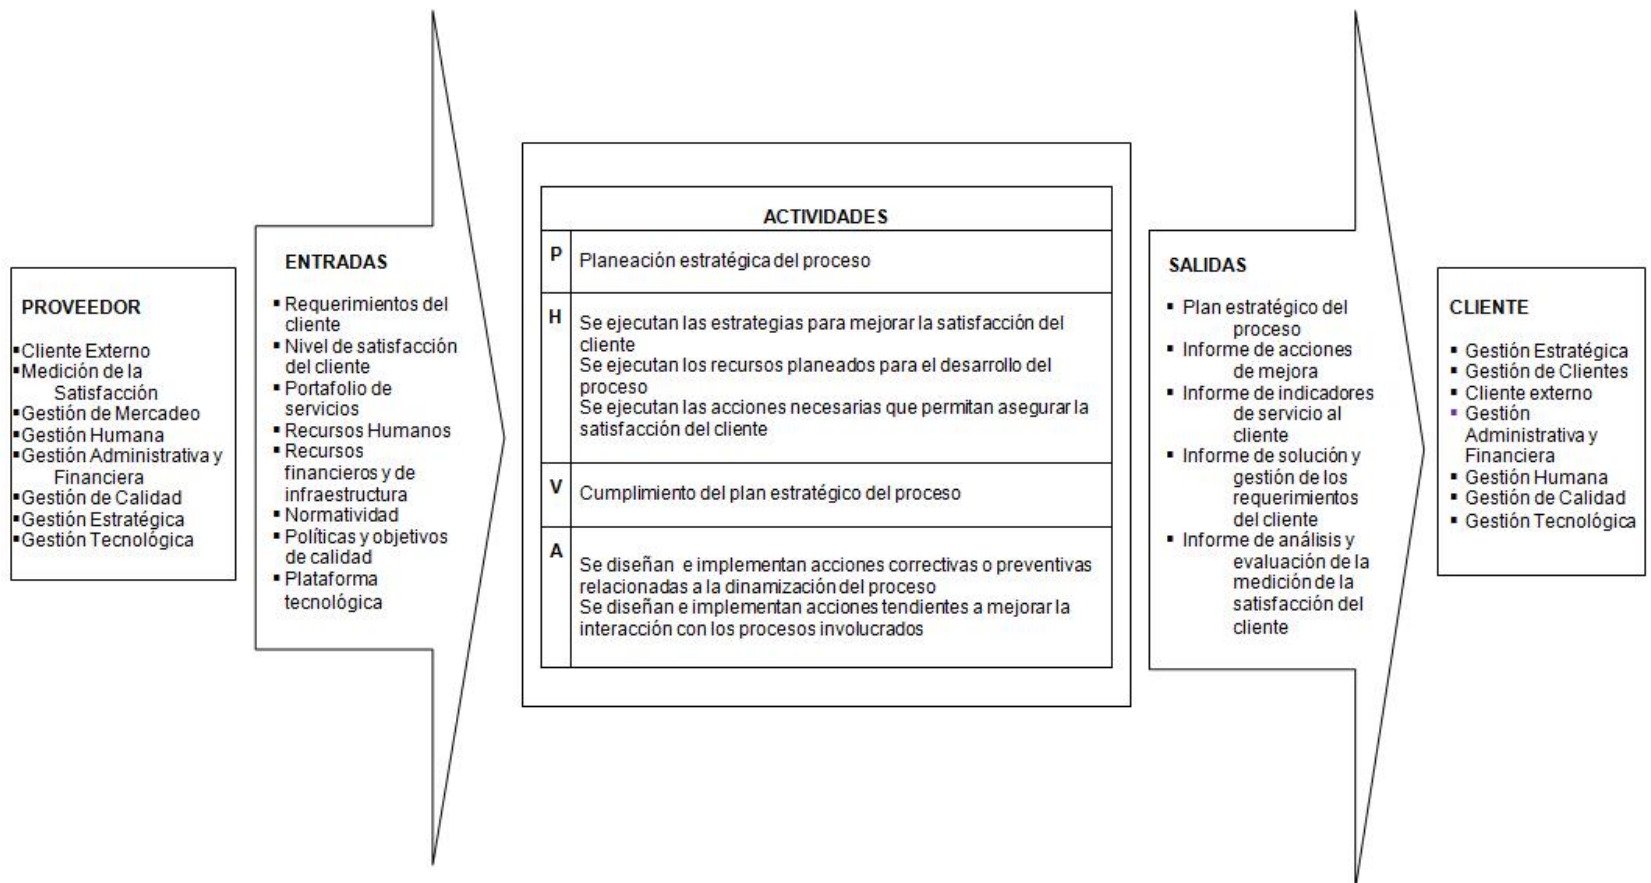 PROVEEDOR
▪Cliente Externo
▪Medición de la
Satisfacción
▪Gestión de Mercadeo
▪Gestión Humana
▪Gestión Administrativa y
Financiera
▪Gestión de Calidad
▪Gestión Estratégica
▪Gestión Tecnológica
ENTRADAS
▪ Requerimientos del
cliente
▪ Nivel de satisfacción
del cliente
▪ Portafolio de
servicios
▪ Recursos Humanos
▪ Recursos
financieros y de
infraestructura
▪ Normatividad
▪ Políticas y objetivos
de calidad
▪ Plataforma
tecnológica
ACTIVIDADES
P Planeación estratégica del proceso
H Se ejecutan las estrategias para mejorar la satisfacción del
cliente
Se ejecutan los recursos planeados para el desarrollo del
proceso
Se ejecutan las acciones necesarias que permitan asegurar la
satisfacción del cliente
V Cumplimiento del plan estratégico del proceso
A Se diseñan e implementan acciones correctivas o preventivas
relacionadas a la dinamización del proceso
Se diseñan e implementan acciones tendientes a mejorar la
interacción con los procesos involucrados
SALIDAS
▪ Plan estratégico del
proceso
▪ Informe de acciones
de mejora
▪ Informe de indicadores
de servicio al
cliente
▪ Informe de solución y
gestión de los
requerimientos
del cliente
▪ Informe de análisis y
evaluación de la
medición de la
satisfacción del
cliente
CLIENTE
▪ Gestión Estratégica
▪ Gestión de Clientes
▪ Cliente externo
▪ Gestión
Administrativa y
Financiera
▪ Gestión Humana
▪ Gestión de Calidad
▪ Gestión Tecnológica